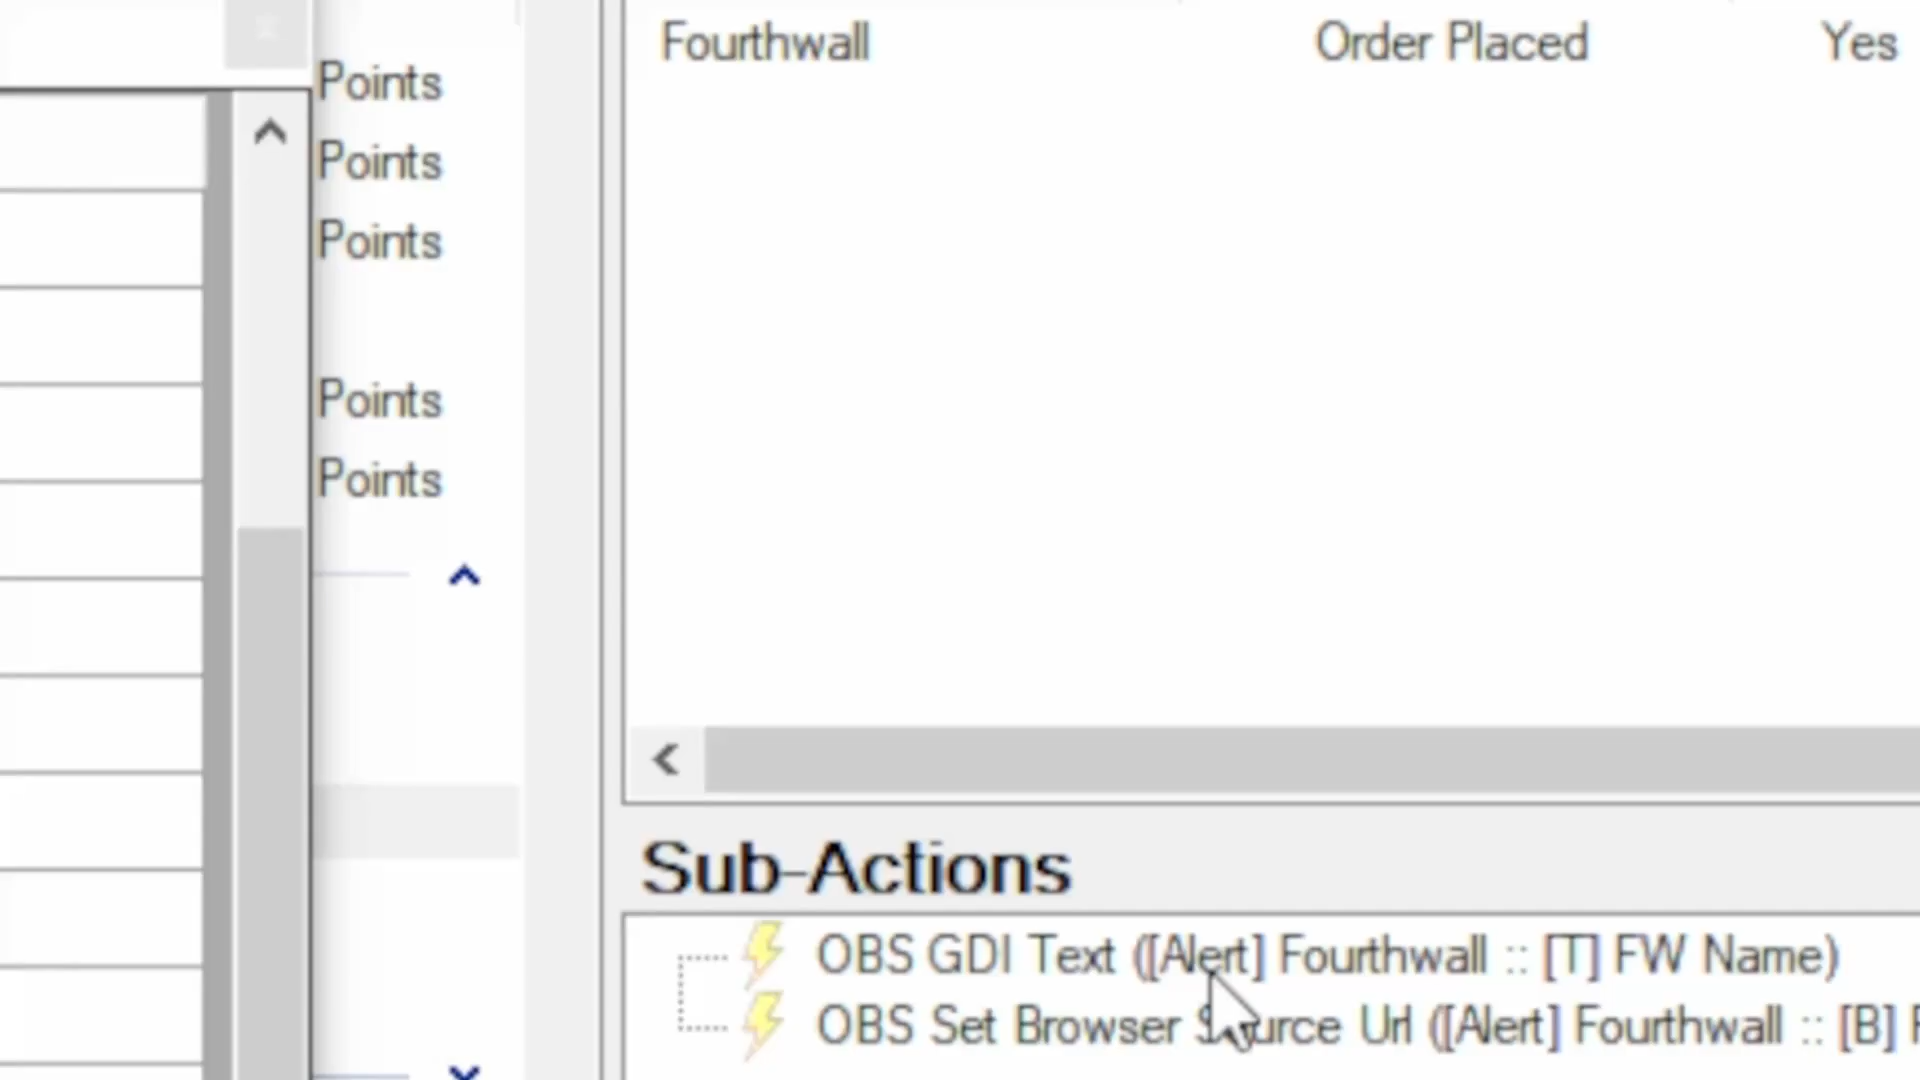 Points
Points
Points
Points
Points
Fourthwall Order Placed Yes
Sub-Actions
OBS GDI Text ([Alert] Fourthwall :: [T] FW Name)
OBS Set Browser Source Url ([Alert] Fourthwall :: [B]